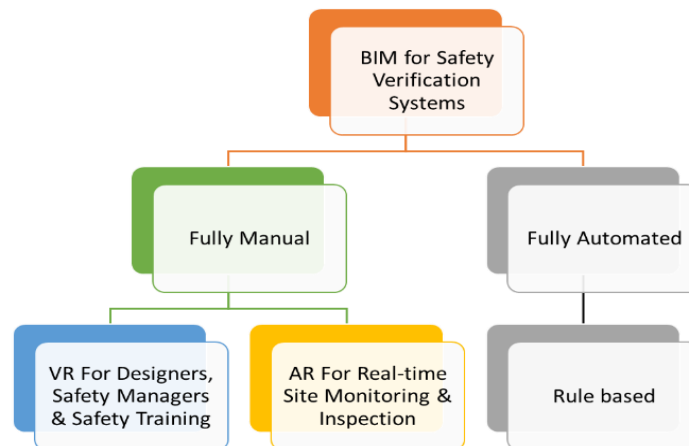 BIM for Safety
Verification
Systems
Fully Manual
Fully Automated
VR For Designers,
Safety Managers
& Safety Training
AR For Real-time
Site Monitoring &
Inspection
Rule based